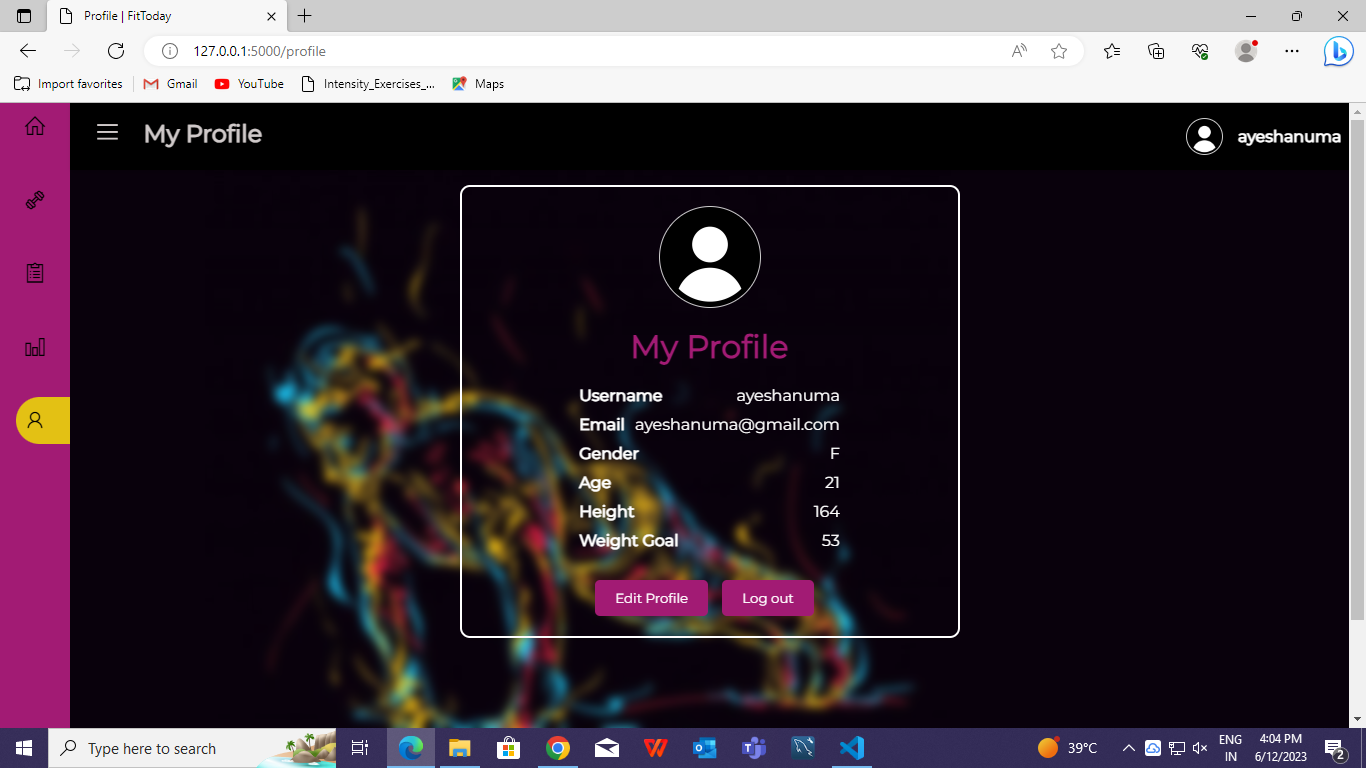 Profile | FitToday
127.0.0.1:5000/profile
Import favorites Gmail YouTube Intensity_Exercises_... Maps
My Profile ayeshanuma
My Profile
Username ayeshanuma
Email ayeshanuma@gmail.com
Gender F
Age 21
Height 164
Weight Goal 53
Edit Profile Log out
Type here to search 39°C ENG 4:04 PM
IN 6/12/2023 2